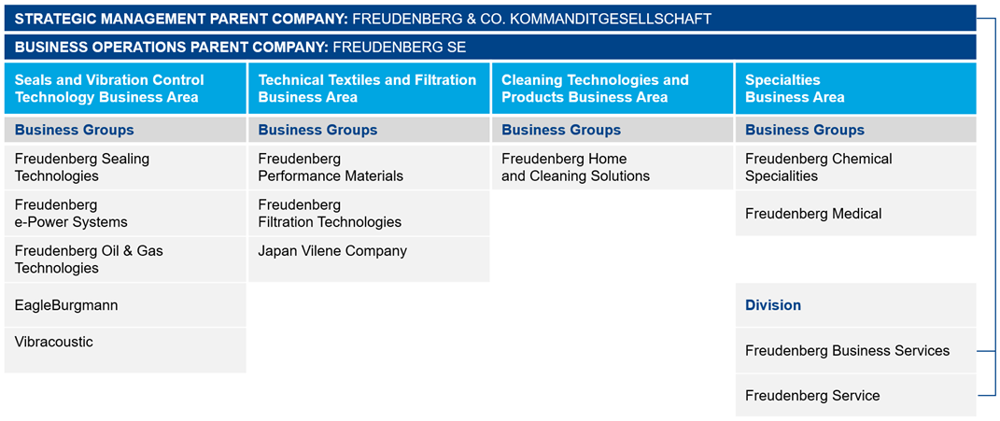 STRATEGIC MANAGEMENT PARENT COMPANY: FREUDENBERG & CO. KOMMANDITGESELLSCHAFT
BUSINESS OPERATIONS PARENT COMPANY: FREUDENBERG SE
Seals and Vibration Control
Technology Business Area
Business Groups
Freudenberg Sealing
Technologies
Freudenberg
e-Power Systems
Freudenberg Oil & Gas
Technologies
EagleBurgmann
Vibracoustic
Technical Textiles and Filtration
Business Area
Business Groups
Freudenberg
Performance Materials
Freudenberg
Filtration Technologies
Japan Vilene Company
Cleaning Technologies and
Products Business Area
Business Groups
Freudenberg Home
and Cleaning Solutions
Specialties
Business Area
Business Groups
Freudenberg Chemical
Specialities
Freudenberg Medical
Division
Freudenberg Business Services
Freudenberg Service